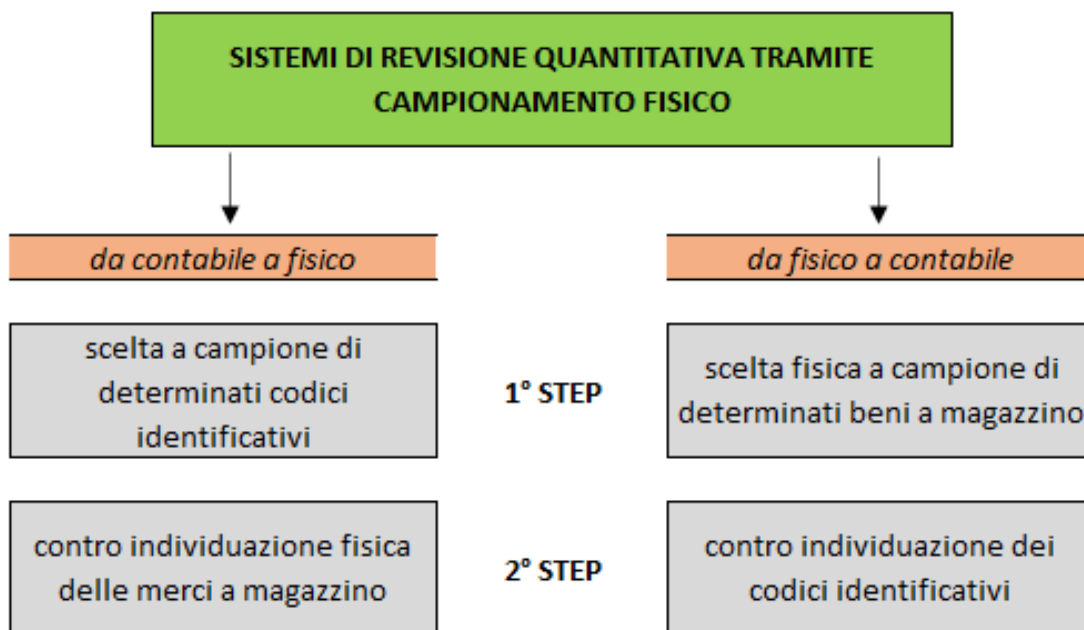 SISTEMI DI REVISIONE QUANTITATIVA TRAMITE
CAMPIONAMENTO FISICO
da contabile a fisico
da fisico a contabile
scelta a campione di
determinati codici
identificativi
1° STEP
scelta fisica a campione di
determinati beni a magazzino
contro individuazione fisica
delle merci a magazzino
2° STEP
contro individuazione dei
codici identificativi